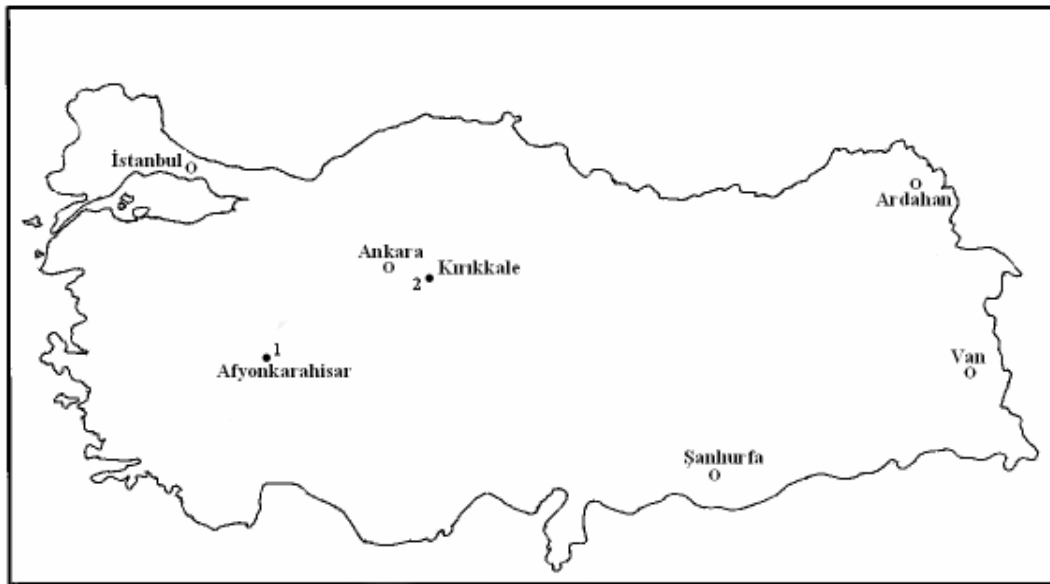 İstanbul
Ardahan
Ankara
Kırıkkale
2
1
Afyonkarahisar
Van
Şanlıurfa